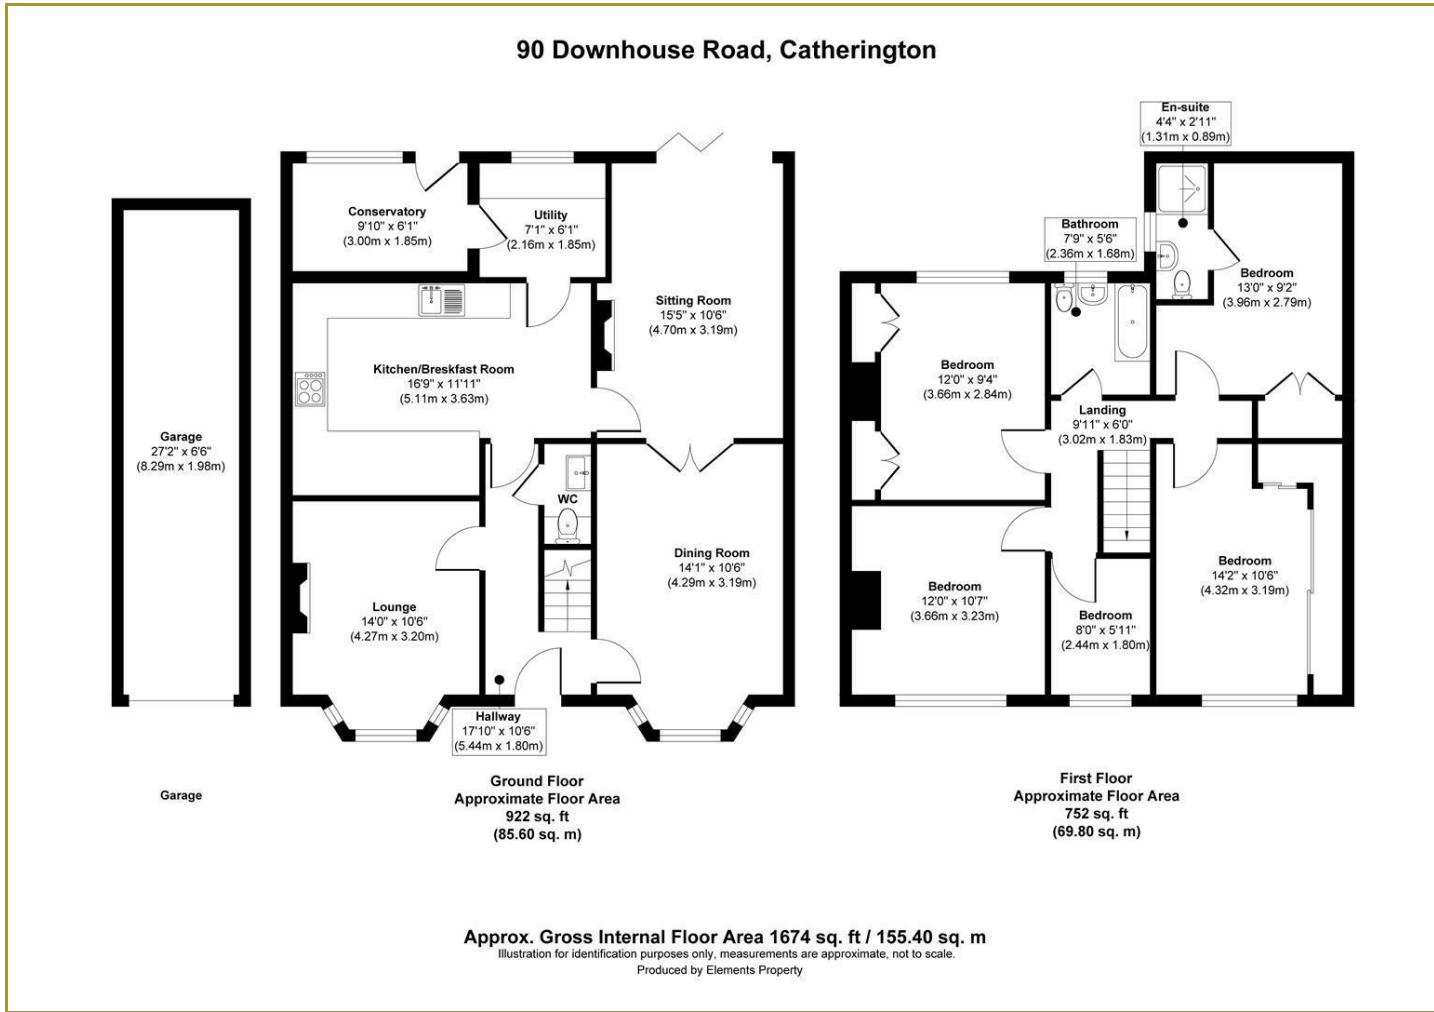 90 Downhouse Road, Catherington
En-suite
4'4" x 2'11"
(1.31m x 0.89m)
Conservatory
9'10" x 6'1"
(3.00m x 1.85m)
Utility
7'1" x 6'1"
(2.16m x 1.85m)
Bathroom
7'9" x 5'6"
(2.36m x 1.68m)
Bedroom
13'0" x 9'2"
(3.96m x 2.79m)
Sitting Room
15'5" x 10'6"
(4.70m x 3.19m)
Kitchen/Breakfast Room
16'9" x 11'11"
(5.11m x 3.63m)
Bedroom
12'0" x 9'4"
(3.66m x 2.84m)
Landing
9'11" x 6'0"
(3.02m x 1.83m)
Garage
27'2" x 6'6"
(8.29m x 1.98m)
WC
Dining Room
14'1" x 10'6"
(4.29m x 3.19m)
Lounge
14'0" x 10'6"
(4.27m x 3.20m)
Bedroom
12'0" x 10'7"
(3.66m x 3.23m)
Bedroom
8'0" x 5'11"
(2.44m x 1.80m)
Bedroom
14'2" x 10'6"
(4.32m x 3.19m)
Hallway
17'10" x 10'6"
(5.44m x 1.80m)
Garage
Ground Floor
Approximate Floor Area
922 sq. ft
(85.60 sq. m)
First Floor
Approximate Floor Area
752 sq. ft
(69.80 sq. m)
Approx. Gross Internal Floor Area 1674 sq. ft / 155.40 sq. m
Illustration for identification purposes only, measurements are approximate, not to scale.
Produced by Elements Property